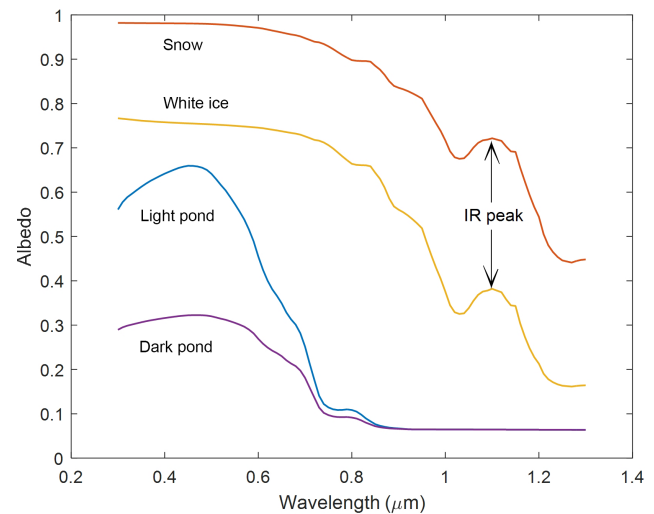 1
0.9
0.8
0.7
0.6
0.5
0.4
0.3
0.2
0.1
0
Albedo
Snow
White ice
Light pond
IR peak
Dark pond
0.2 0.4 0.6 0.8 1 1.2 1.4
Wavelength (μm)